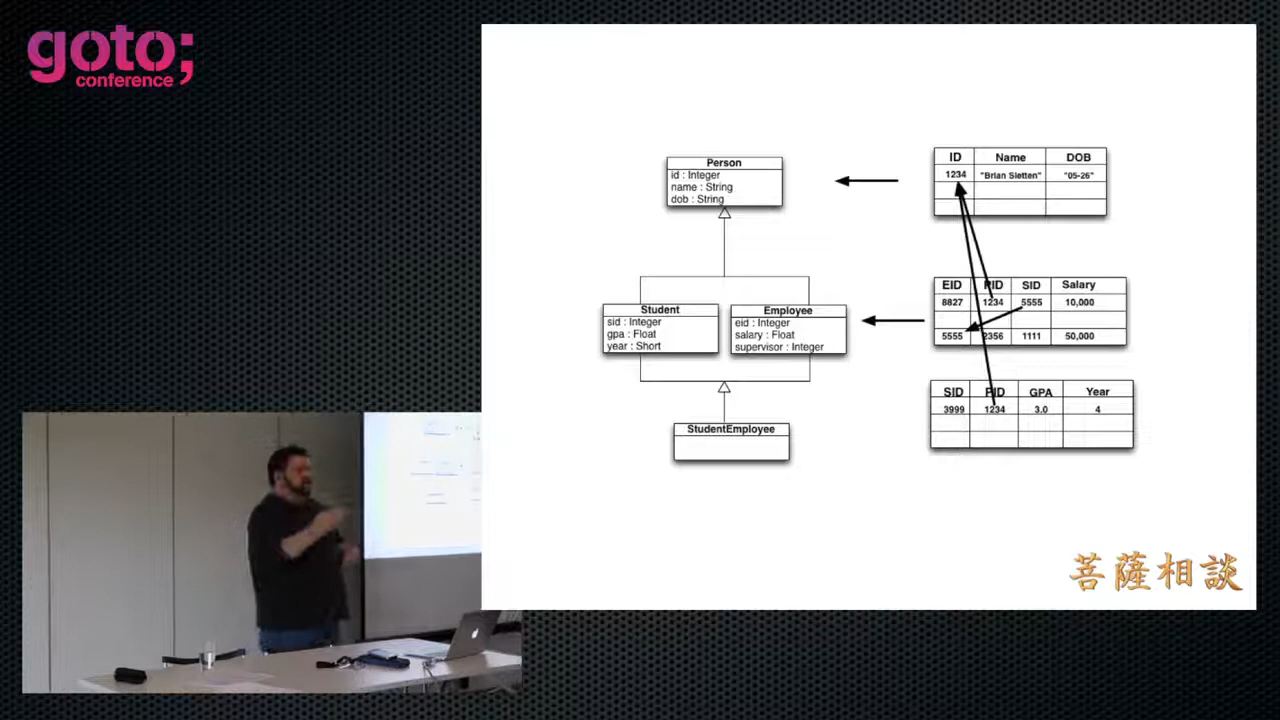 goto;
conference
Person
id : Integer
name : String
dob : String
Student
sid : Integer
gpa : Float
year : Short
Employee
eid : Integer
salary : Float
supervisor : Integer
StudentEmployee
ID Name DOB
1234 "Brian Sletten" "05-26"
EID PID SID Salary
8827 1234 5555 10,000
5555 2356 1111 50,000
SID PID GPA Year
3999 1234 3.0 4
菩薩相談